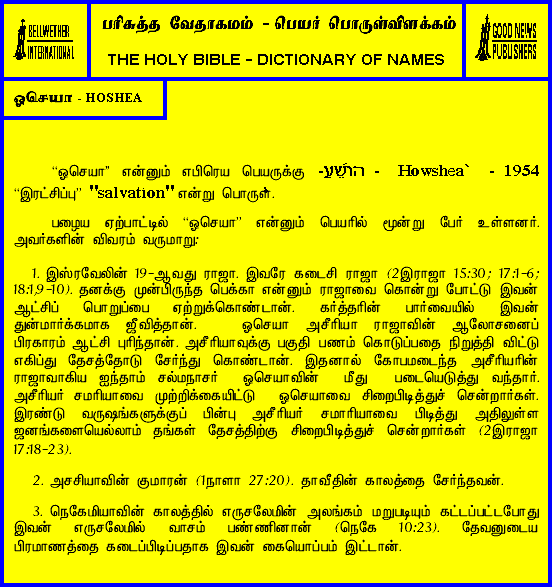 BELLWETHER
INTERNATIONAL
பரிசுத்த வேதாகமம் - பெயர் பொருள்விளக்கம்
THE HOLY BIBLE - DICTIONARY OF NAMES
GOOD NEWS
PUBLISHERS
ஓசெயா - HOSHEA
“ஓசெயா” என்னும் எபிரெய பெயருக்கு -הוֹשֵׁעַ - Howshea` - 1954
“இரட்சிப்பு” "salvation" என்று பொருள்.
பழைய ஏற்பாட்டில் “ஓசெயா” என்னும் பெயரில் மூன்று பேர் உள்ளனர்.
அவர்களின் விவரம் வருமாறு:
1. இஸ்ரவேலின் 19-ஆவது ராஜா. இவரே கடைசி ராஜா (2இராஜா 15:30; 17:1-6;
18:1,9-10). தனக்கு முன்பிருந்த பெக்கா என்னும் ராஜாவை கொன்று போட்டு இவன்
ஆட்சிப் பொறுப்பை ஏற்றுக்கொண்டான். கர்த்தரின் பார்வையில் இவன்
துன்மார்க்கமாக ஜீவித்தான். ஓசெயா அசீரியா ராஜாவின் ஆலோசனைப்
பிரகாரம் ஆட்சி புரிந்தான். அசீரியாவுக்கு பகுதி பணம் கொடுப்பதை நிறுத்தி விட்டு
எகிப்து தேசத்தோடு சேர்ந்து கொண்டான். இதனால் கோபமடைந்த அசீரியரின்
ராஜாவாகிய ஐந்தாம் சல்மநாசர் ஓசெயாவின் மீது படையெடுத்து வந்தார்.
அசீரியர் சமரியாவை முற்றிக்கையிட்டு ஓசெயாவை சிறைபிடித்துச் சென்றார்கள்.
இரண்டு வருஷங்களுக்குப் பின்பு அசீரியர் சமாரியாவை பிடித்து அதிலுள்ள
ஜனங்களையெல்லாம் தங்கள் தேசத்திற்கு சிறைபிடித்துச் சென்றார்கள் (2இராஜா
17:18-23).
2. அசசியாவின் குமாரன் (1நாளா 27:20). தாவீதின் காலத்தை சேர்ந்தவன்.
3. நெகேமியாவின் காலத்தில் எருசலேமின் அலங்கம் மறுபடியும் கட்டப்பட்டபோது
இவன் எருசலேமில் வாசம் பண்ணினான் (நெகே 10:23). தேவனுடைய
பிரமாணத்தை கடைப்பிடிப்பதாக இவன் கையொப்பம் இட்டான்.